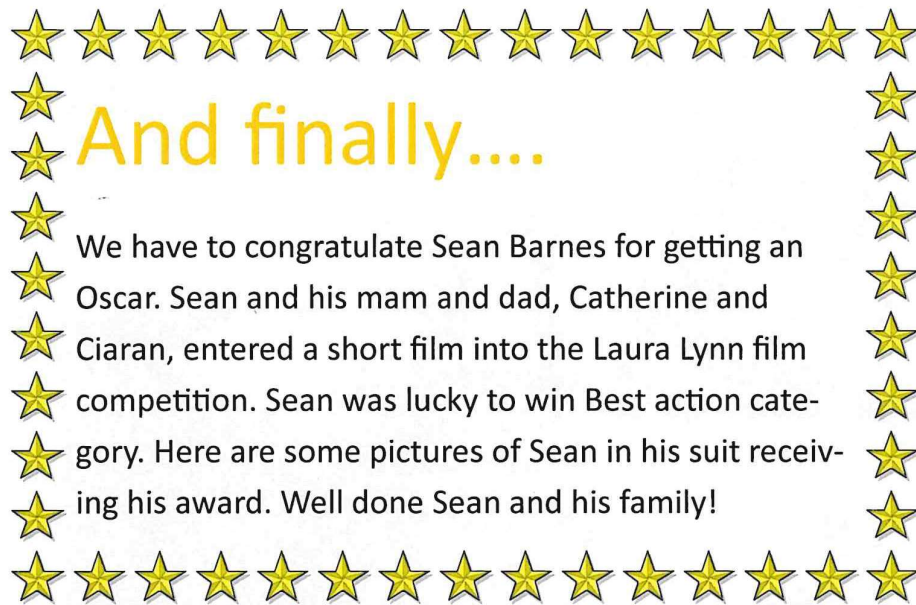 And finally....
We have to congratulate Sean Barnes for getting an
Oscar. Sean and his mam and dad, Catherine and
Ciaran, entered a short film into the Laura Lynn film
competition. Sean was lucky to win Best action cate-
gory. Here are some pictures of Sean in his suit receiv-
ing his award. Well done Sean and his family!